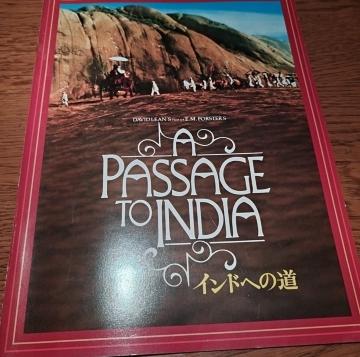 DAVID LEAN'S FILM OF E.M. FORSTER'S
A
PASSAGE
TO INDIA
インドへの道